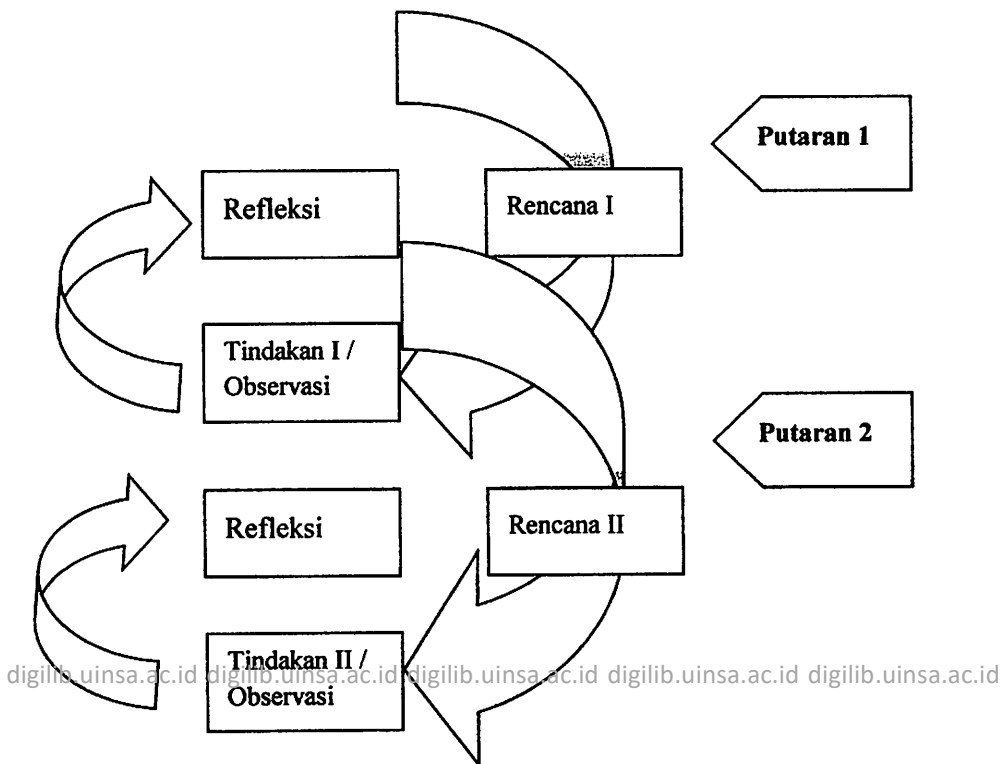 Putaran 1
Refleksi
Rencana I
Tindakan I /
Observasi
Putaran 2
Refleksi
Rencana II
Tindakan II /
Observasi
digilib.uinsa.ac.id digilib.uinsa.ac.id digilib.uinsa.ac.id digilib.uinsa.ac.id digilib.uinsa.ac.id